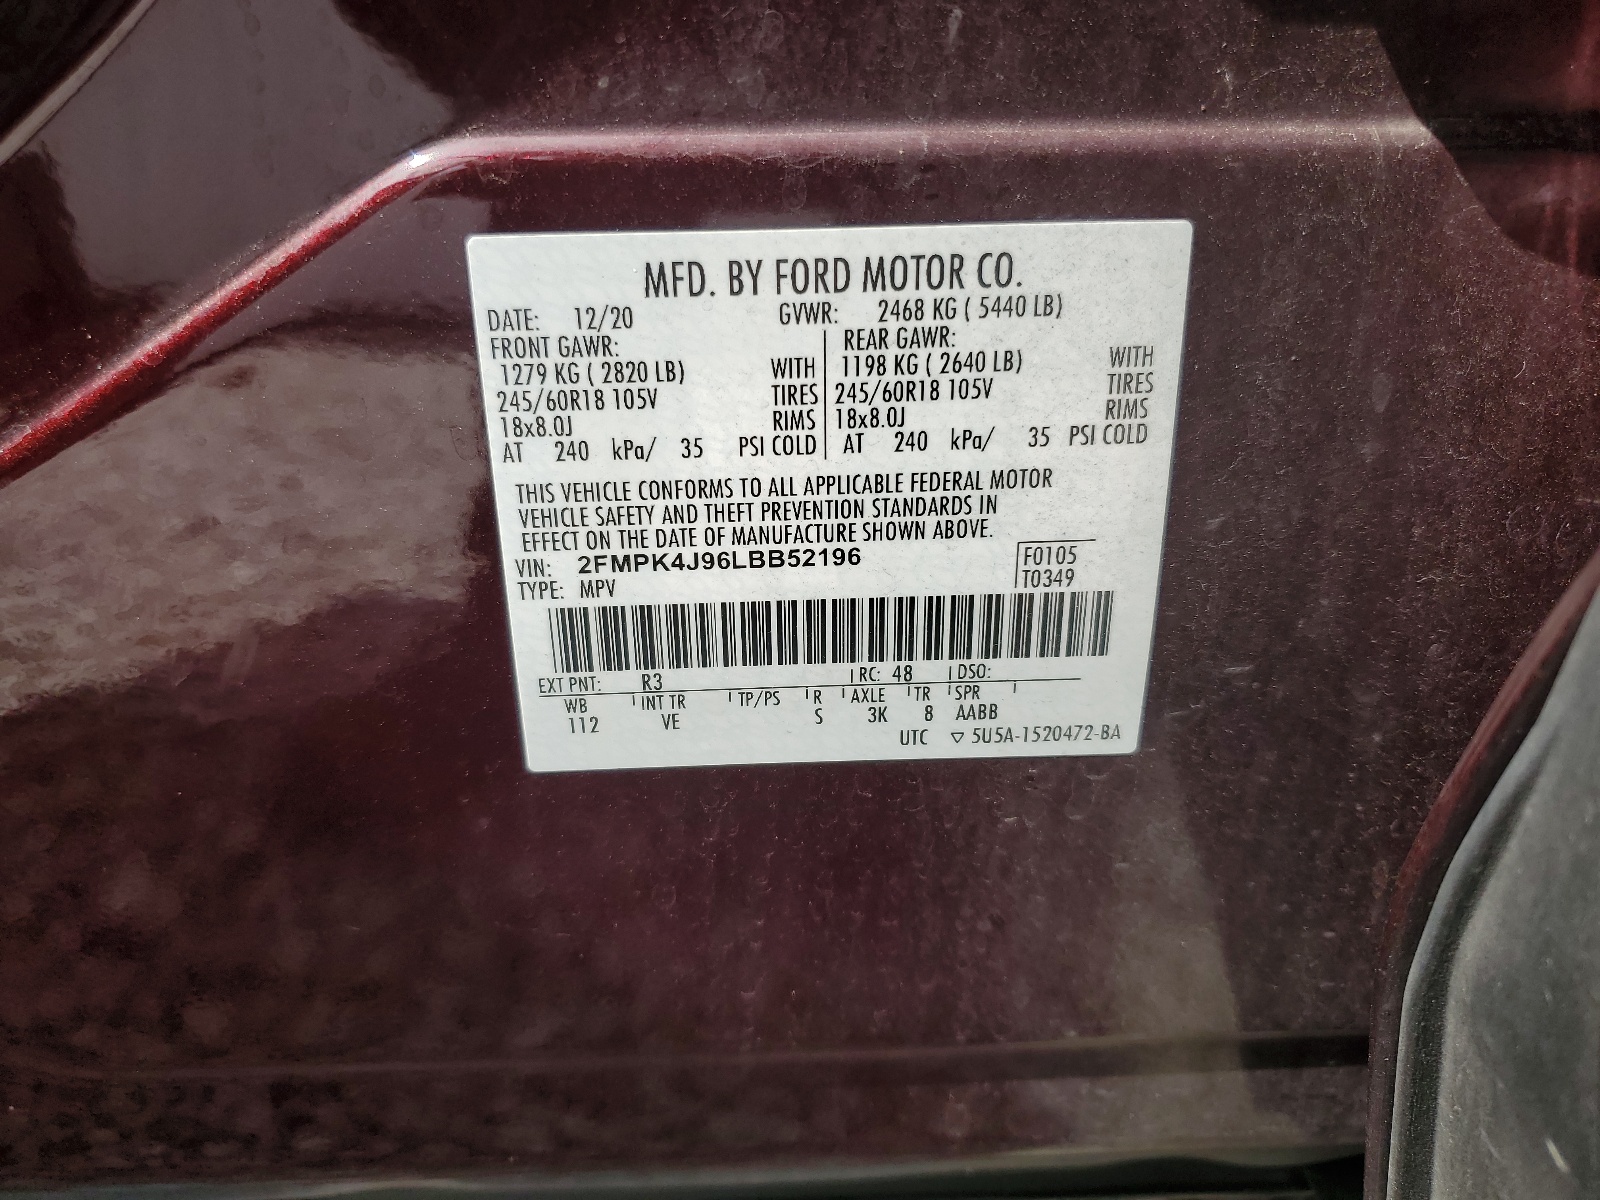 MFD. BY FORD MOTOR CO.
DATE: 12/20 GVWR: 2468 KG ( 5440 LB)
FRONT GAWR: REAR GAWR:
1279 KG ( 2820 LB) WITH 1198 KG ( 2640 LB) WITH
245/60R18 105V TIRES 245/60R18 105V TIRES
18x8.0J RIMS 18x8.0J RIMS
AT 240 kPa/ 35 PSI COLD AT 240 kPa/ 35 PSI COLD
THIS VEHICLE CONFORMS TO ALL APPLICABLE FEDERAL MOTOR
VEHICLE SAFETY AND THEFT PREVENTION STANDARDS IN
EFFECT ON THE DATE OF MANUFACTURE SHOWN ABOVE.
VIN: 2FMPK4J96LBB52196 F0105
TYPE: MPV T0349
EXT PNT: R3 RC: 48 DSO:
WB INT TR TP/PS R AXLE TR SPR
112 VE S 3K 8 AABB
UTC ▽ 5U5A-1520472-BA